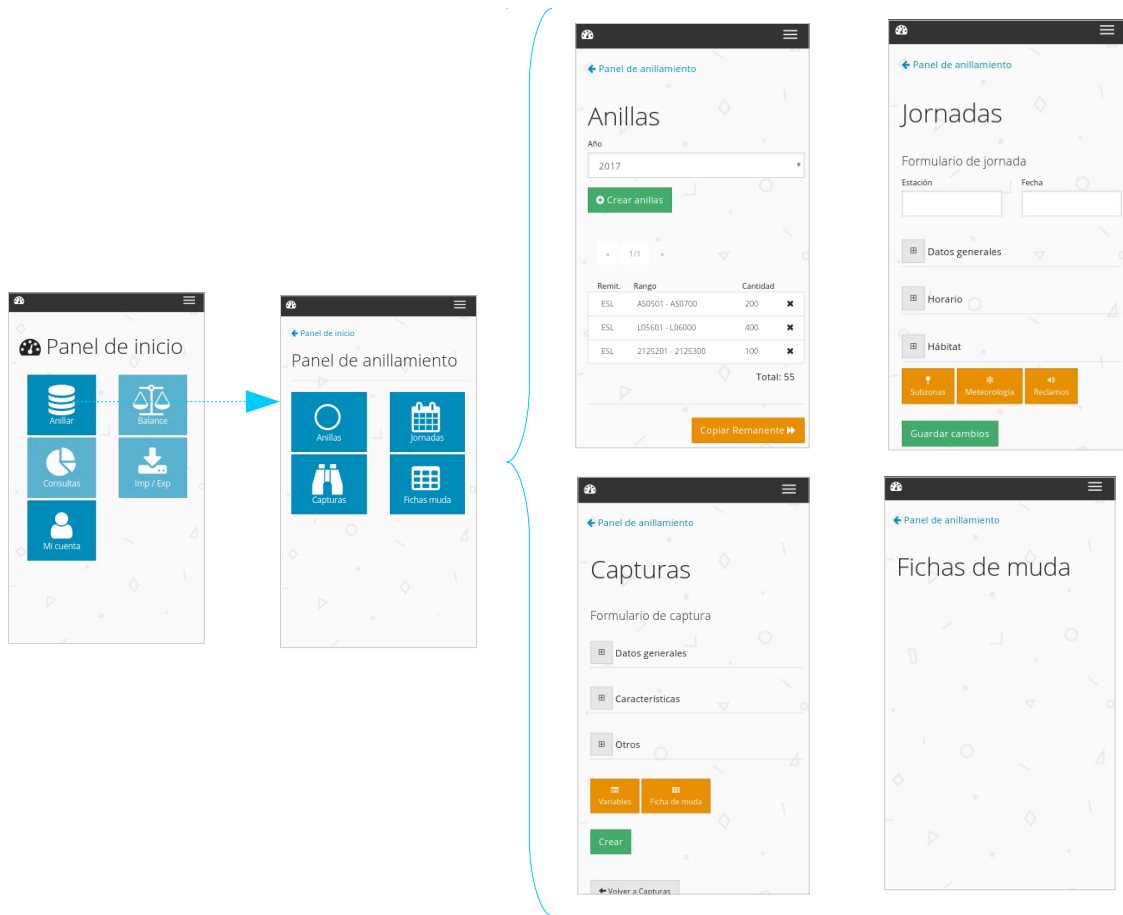 Panel de inicio
Anillar
Balance
Consultas
Imp / Exp
Mi cuenta
Panel de inicio
Panel de anillamiento
Anillas
Jornadas
Capturas
Fichas muda
Panel de anillamiento
Anillas
Año
2017
Crear anillas
« 1/1 »
Remit. Rango Cantidad
ESL AS0501 - AS0700 200
ESL L05601 - L06000 400
ESL 2125201 - 2125300 100
Total: 55
Copiar Remanente
Panel de anillamiento
Jornadas
Formulario de jornada
Estación Fecha
Datos generales
Horario
Hábitat
Subzonas Meteorología Reclamos
Guardar cambios
Panel de anillamiento
Capturas
Formulario de captura
Datos generales
Características
Otros
Variables Ficha de muda
Crear
Volver a Capturas
Panel de anillamiento
Fichas de muda